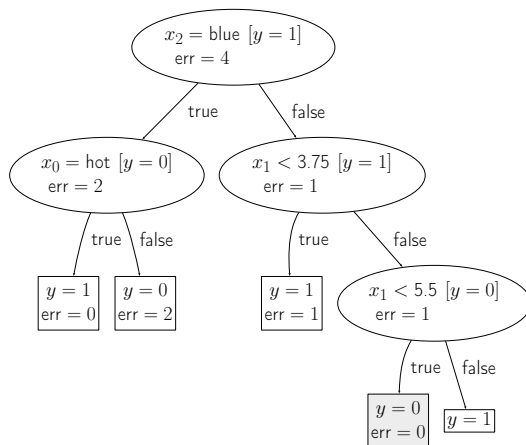 x₂ = blue [y = 1]
err = 4
true
false
x₀ = hot [y = 0]
err = 2
x₁ < 3.75 [y = 1]
err = 1
true
false
true
false
y = 1
err = 0
y = 0
err = 2
y = 1
err = 1
x₁ < 5.5 [y = 0]
err = 1
true
false
y = 0
err = 0
y = 1